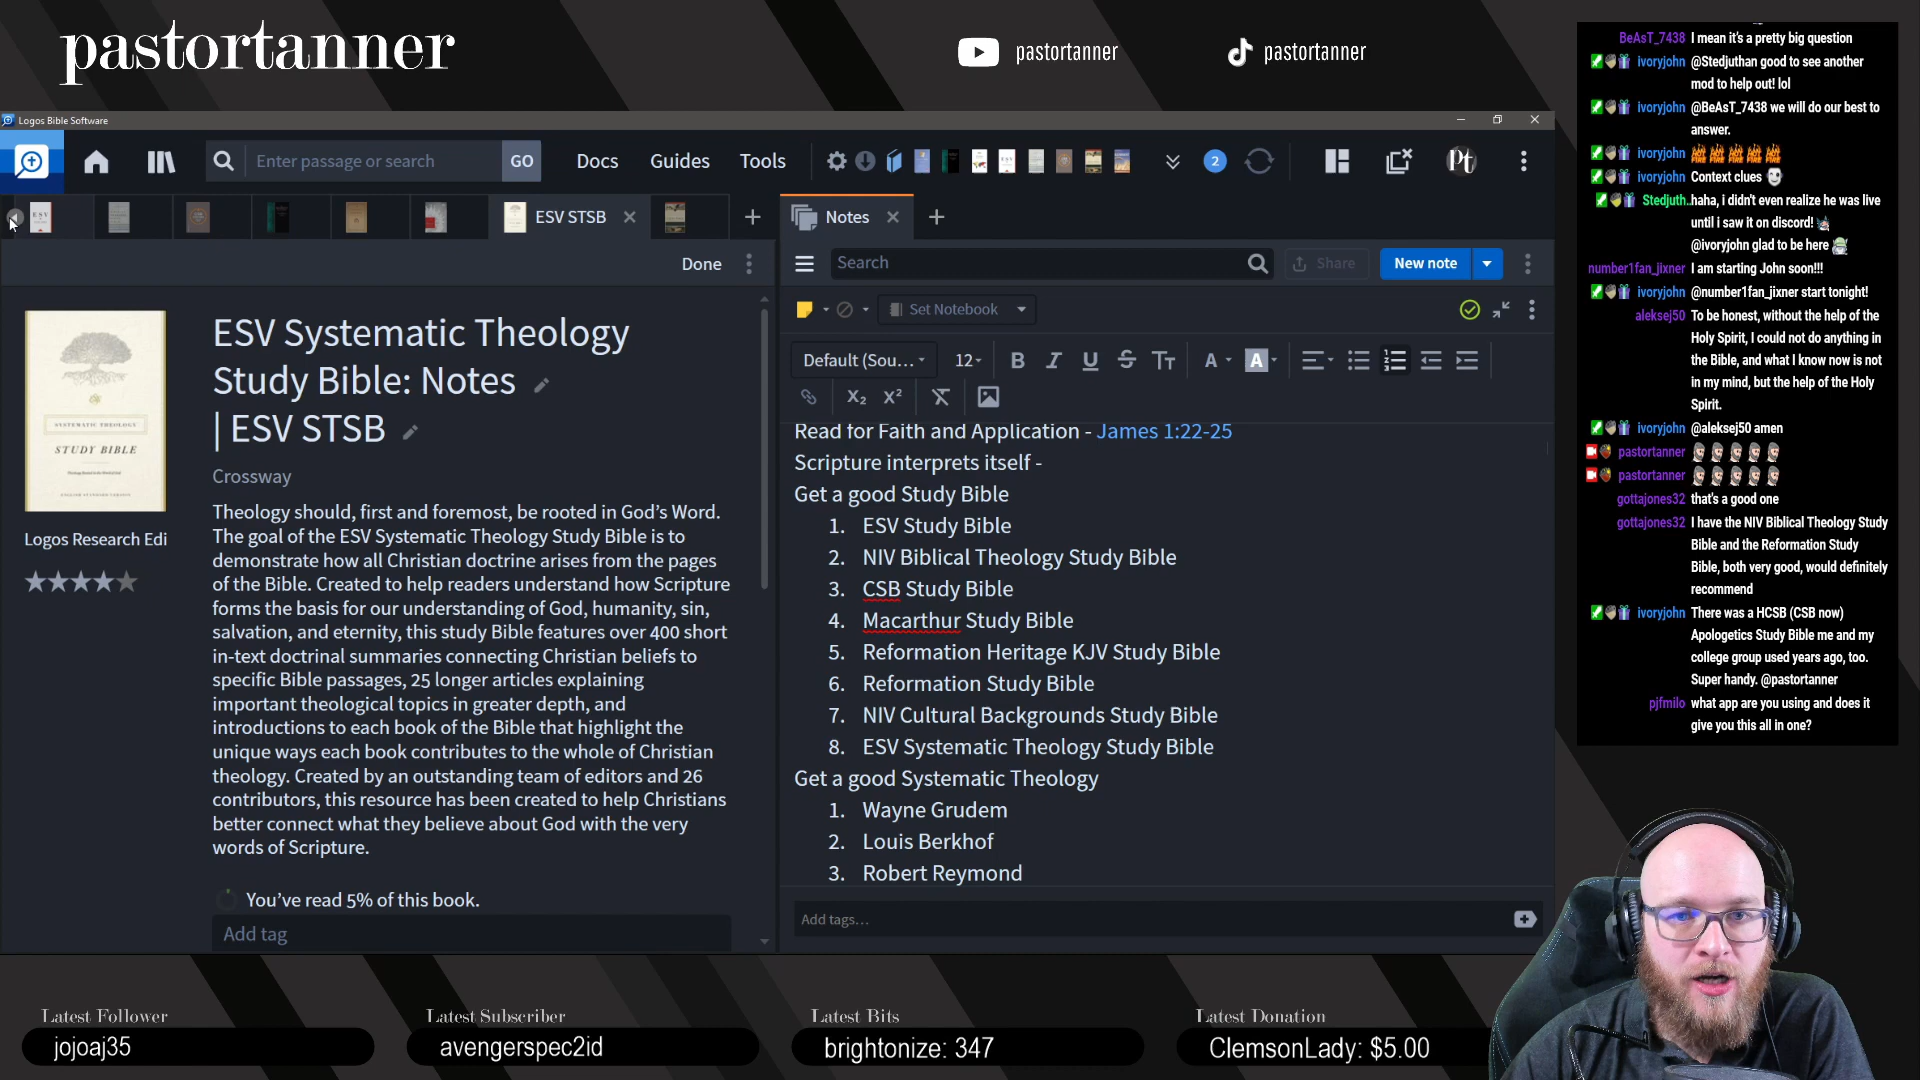 pastortanner
pastortanner
pastortanner
Logos Bible Software
Enter passage or search
GO
Docs
Guides
Tools
2
Pt
ESV STSB
Notes
Done
Search
Share
New note
Set Notebook
Default (Sou...
12
SYSTEMATIC THEOLOGY
STUDY BIBLE
Logos Research Edi
ESV Systematic Theology
Study Bible: Notes
| ESV STSB
Crossway
Theology should, first and foremost, be rooted in God's Word.
The goal of the ESV Systematic Theology Study Bible is to
demonstrate how all Christian doctrine arises from the pages
of the Bible. Created to help readers understand how Scripture
forms the basis for our understanding of God, humanity, sin,
salvation, and eternity, this study Bible features over 400 short
in-text doctrinal summaries connecting Christian beliefs to
specific Bible passages, 25 longer articles explaining
important theological topics in greater depth, and
introductions to each book of the Bible that highlight the
unique ways each book contributes to the whole of Christian
theology. Created by an outstanding team of editors and 26
contributors, this resource has been created to help Christians
better connect what they believe about God with the very
words of Scripture.
You've read 5% of this book.
Add tag
Read for Faith and Application - James 1:22-25
Scripture interprets itself -
Get a good Study Bible
1. ESV Study Bible
2. NIV Biblical Theology Study Bible
3. CSB Study Bible
4. Macarthur Study Bible
5. Reformation Heritage KJV Study Bible
6. Reformation Study Bible
7. NIV Cultural Backgrounds Study Bible
8. ESV Systematic Theology Study Bible
Get a good Systematic Theology
1. Wayne Grudem
2. Louis Berkhof
3. Robert Reymond
Add tags...
BeAsT_7438 I mean it's a pretty big question
ivoryjohn @Stedjuthan good to see another
mod to help out! lol
ivoryjohn @BeAsT_7438 we will do our best to
answer.
ivoryjohn
ivoryjohn Context clues
Stedjuth.. haha, i didn't even realize he was live
until i saw it on discord!
@ivoryjohn glad to be here
number1fan_jixner I am starting John soon!!!
ivoryjohn @number1fan_jixner start tonight!
aleksej50 To be honest, without the help of the
Holy Spirit, I could not do anything in
the Bible, and what I know now is not
in my mind, but the help of the Holy
Spirit.
ivoryjohn @aleksej50 amen
pastortanner
pastortanner
gottajones32 that's a good one
gottajones32 I have the NIV Biblical Theology Study
Bible and the Reformation Study
Bible, both very good, would definitely
recommend
ivoryjohn There was a HCSB (CSB now)
Apologetics Study Bible me and my
college group used years ago, too.
Super handy. @pastortanner
pjfmilo what app are you using and does it
give you this all in one?
Latest Follower
jojoaj35
Latest Subscriber
avengerspec2id
Latest Bits
brightonize: 347
Latest Donation
ClemsonLady: $5.00